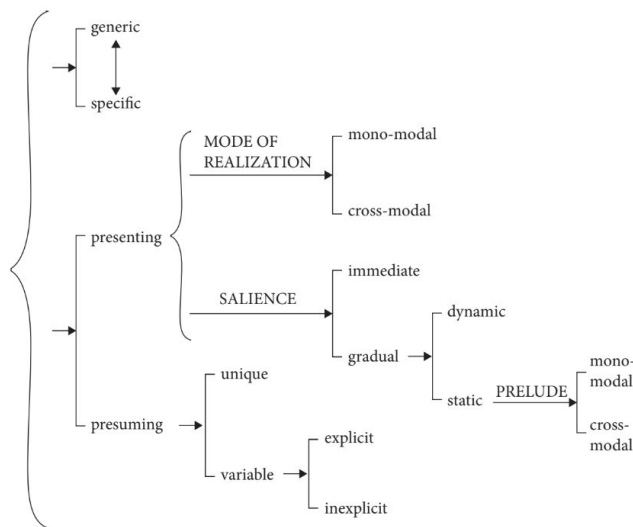 generic
specific
MODE OF
REALIZATION
mono-modal
cross-modal
presenting
SALIENCE
immediate
gradual
dynamic
static
PRELUDE
mono-
modal
cross-
modal
presuming
unique
variable
explicit
inexplicit